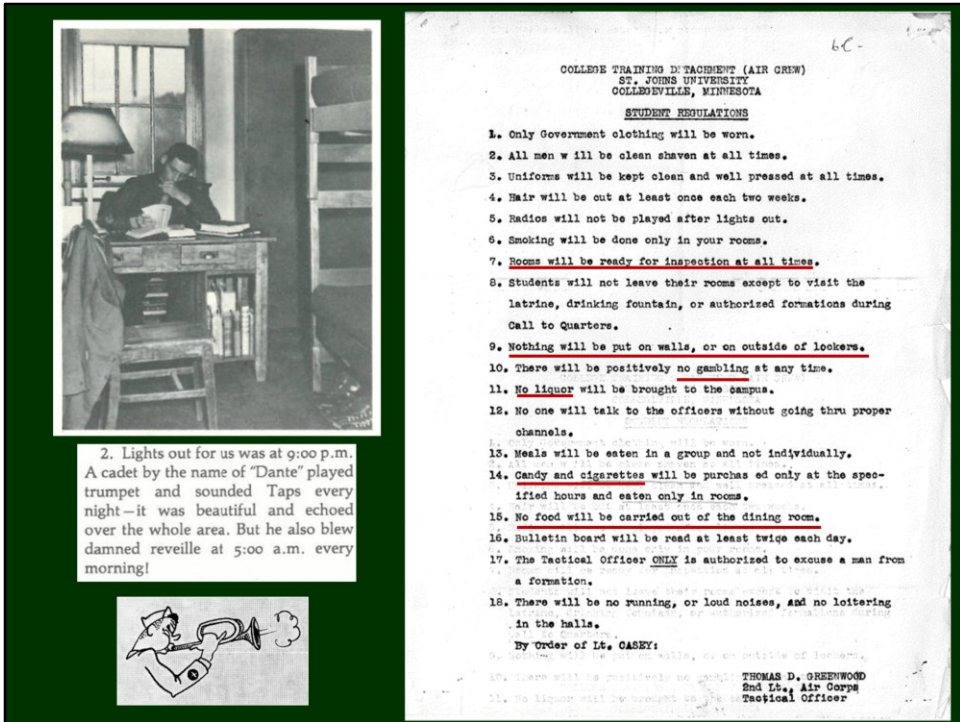 2. Lights out for us was at 9:00 p.m.
A cadet by the name of "Dante" played
trumpet and sounded Taps every
night—it was beautiful and echoed
over the whole area. But he also blew
damned reveille at 5:00 a.m. every
morning!
6C-
COLLEGE TRAINING D TACHMENT (AIR CREW)
ST. JOHNS UNIVERSITY
COLLEGEVILLE, MINNESOTA
STUDENT REGULATIONS
1. Only Government clothing will be worn.
2. All men w ill be clean shaven at all times.
3. Uniforms will be kept clean and well pressed at all times.
4. Hair will be cut at least once each two weeks.
5. Radios will not be played after lights out.
6. Smoking will be done only in your rooms.
7. Rooms will be ready for inspection at all times.
8. Students will not leave their rooms except to visit the
latrine, drinking fountain, or authorized formations during
Call to Quarters.
9. Nothing will be put on walls, or on outside of lockers.
10. There will be positively no gambling at any time.
11. No liquor will be brought to the campus.
12. No one will talk to the officers without going thru proper
channels.
13. Meals will be eaten in a group and not individually.
14. Candy and cigarettes will be purchas ed only at the spec-
ified hours and eaten only in rooms.
15. No food will be carried out of the dining room.
16. Bulletin board will be read at least twice each day.
17. The Tactical Officer ONLY is authorized to excuse a man from
a formation.
18. There will be no running, or loud noises, and no loitering
in the halls.
By Order of Lt. CASEY:
THOMAS D. GREENWOOD
2nd Lt., Air Corps
Tactical Officer